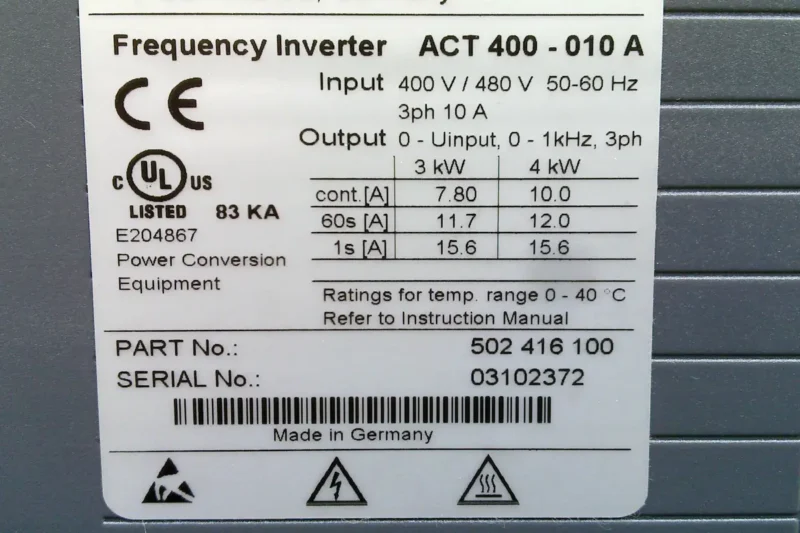 Frequency Inverter ACT 400 - 010 A
Input 400 V / 480 V 50-60 Hz
3ph 10 A
Output 0 - Uinput, 0 - 1kHz, 3ph
3 kW 4 kW
cont.[A] 7.80 10.0
60s [A] 11.7 12.0
1s [A] 15.6 15.6
CE
C UL US
LISTED 83 KA
E204867
Power Conversion
Equipment
Ratings for temp. range 0 - 40 °C
Refer to Instruction Manual
PART No.: 502 416 100
SERIAL No.: 03102372
Made in Germany